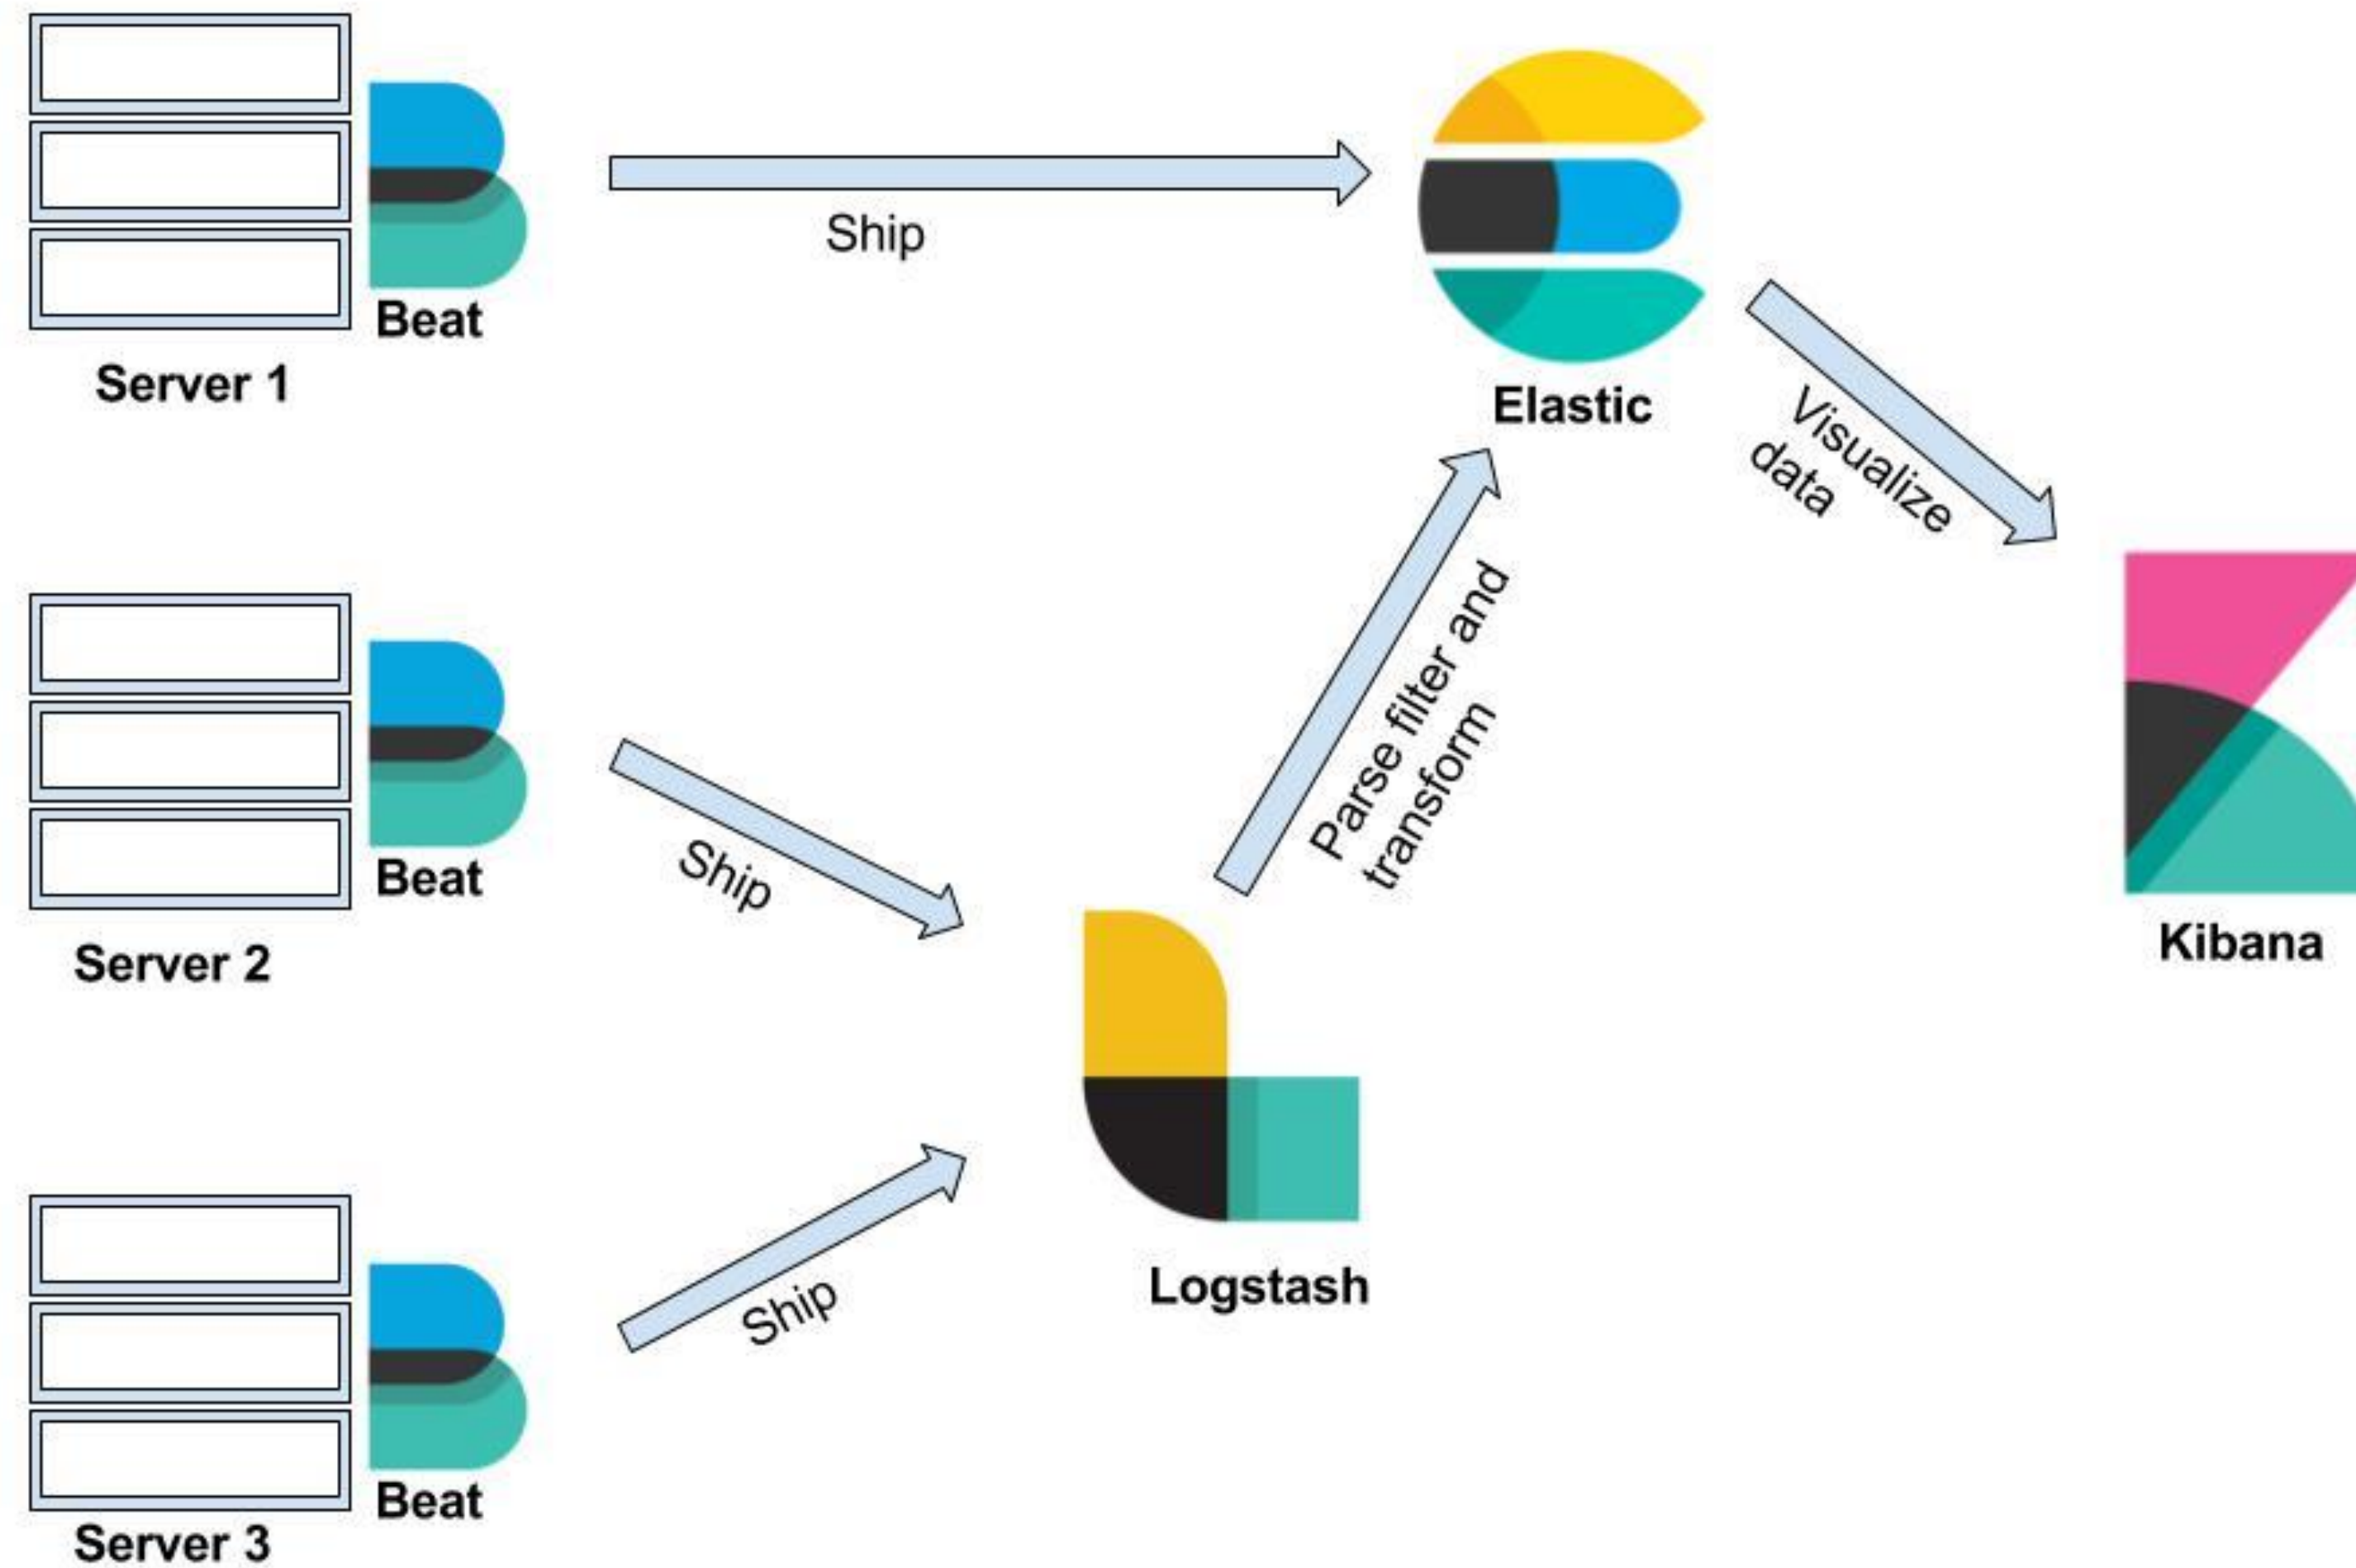 Beat
Server 1
Ship
Elastic
Visualize
data
Beat
Server 2
Ship
Parse filter and
transform
Kibana
Logstash
Ship
Beat
Server 3